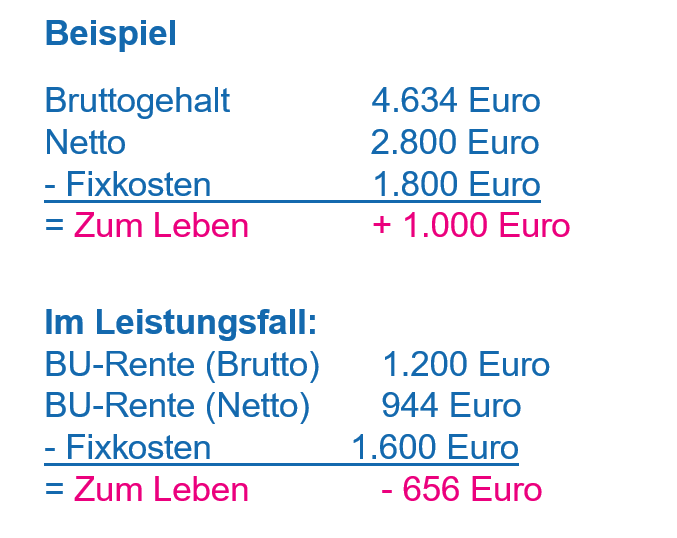 Beispiel
Bruttogehalt 4.634 Euro
Netto 2.800 Euro
- Fixkosten 1.800 Euro
= Zum Leben + 1.000 Euro
Im Leistungsfall:
BU-Rente (Brutto) 1.200 Euro
BU-Rente (Netto) 944 Euro
- Fixkosten 1.600 Euro
= Zum Leben - 656 Euro